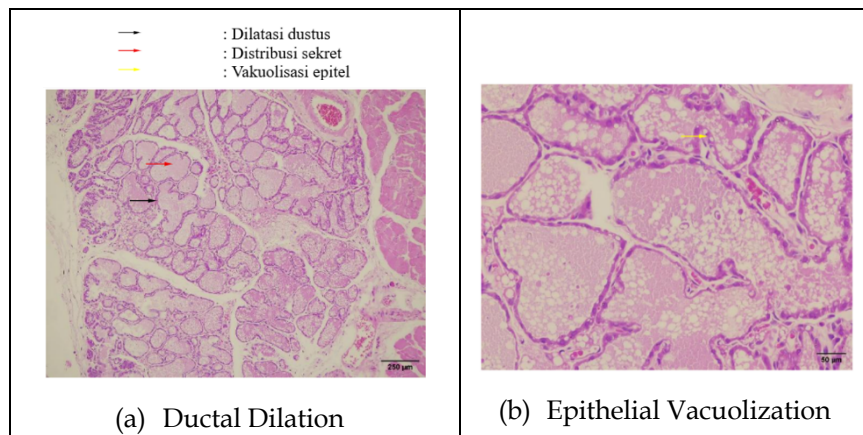 : Dilatasi dustus
: Distribusi sekret
: Vakuolisasi epitel
250 µm
50 µm
(a) Ductal Dilation
(b) Epithelial Vacuolization